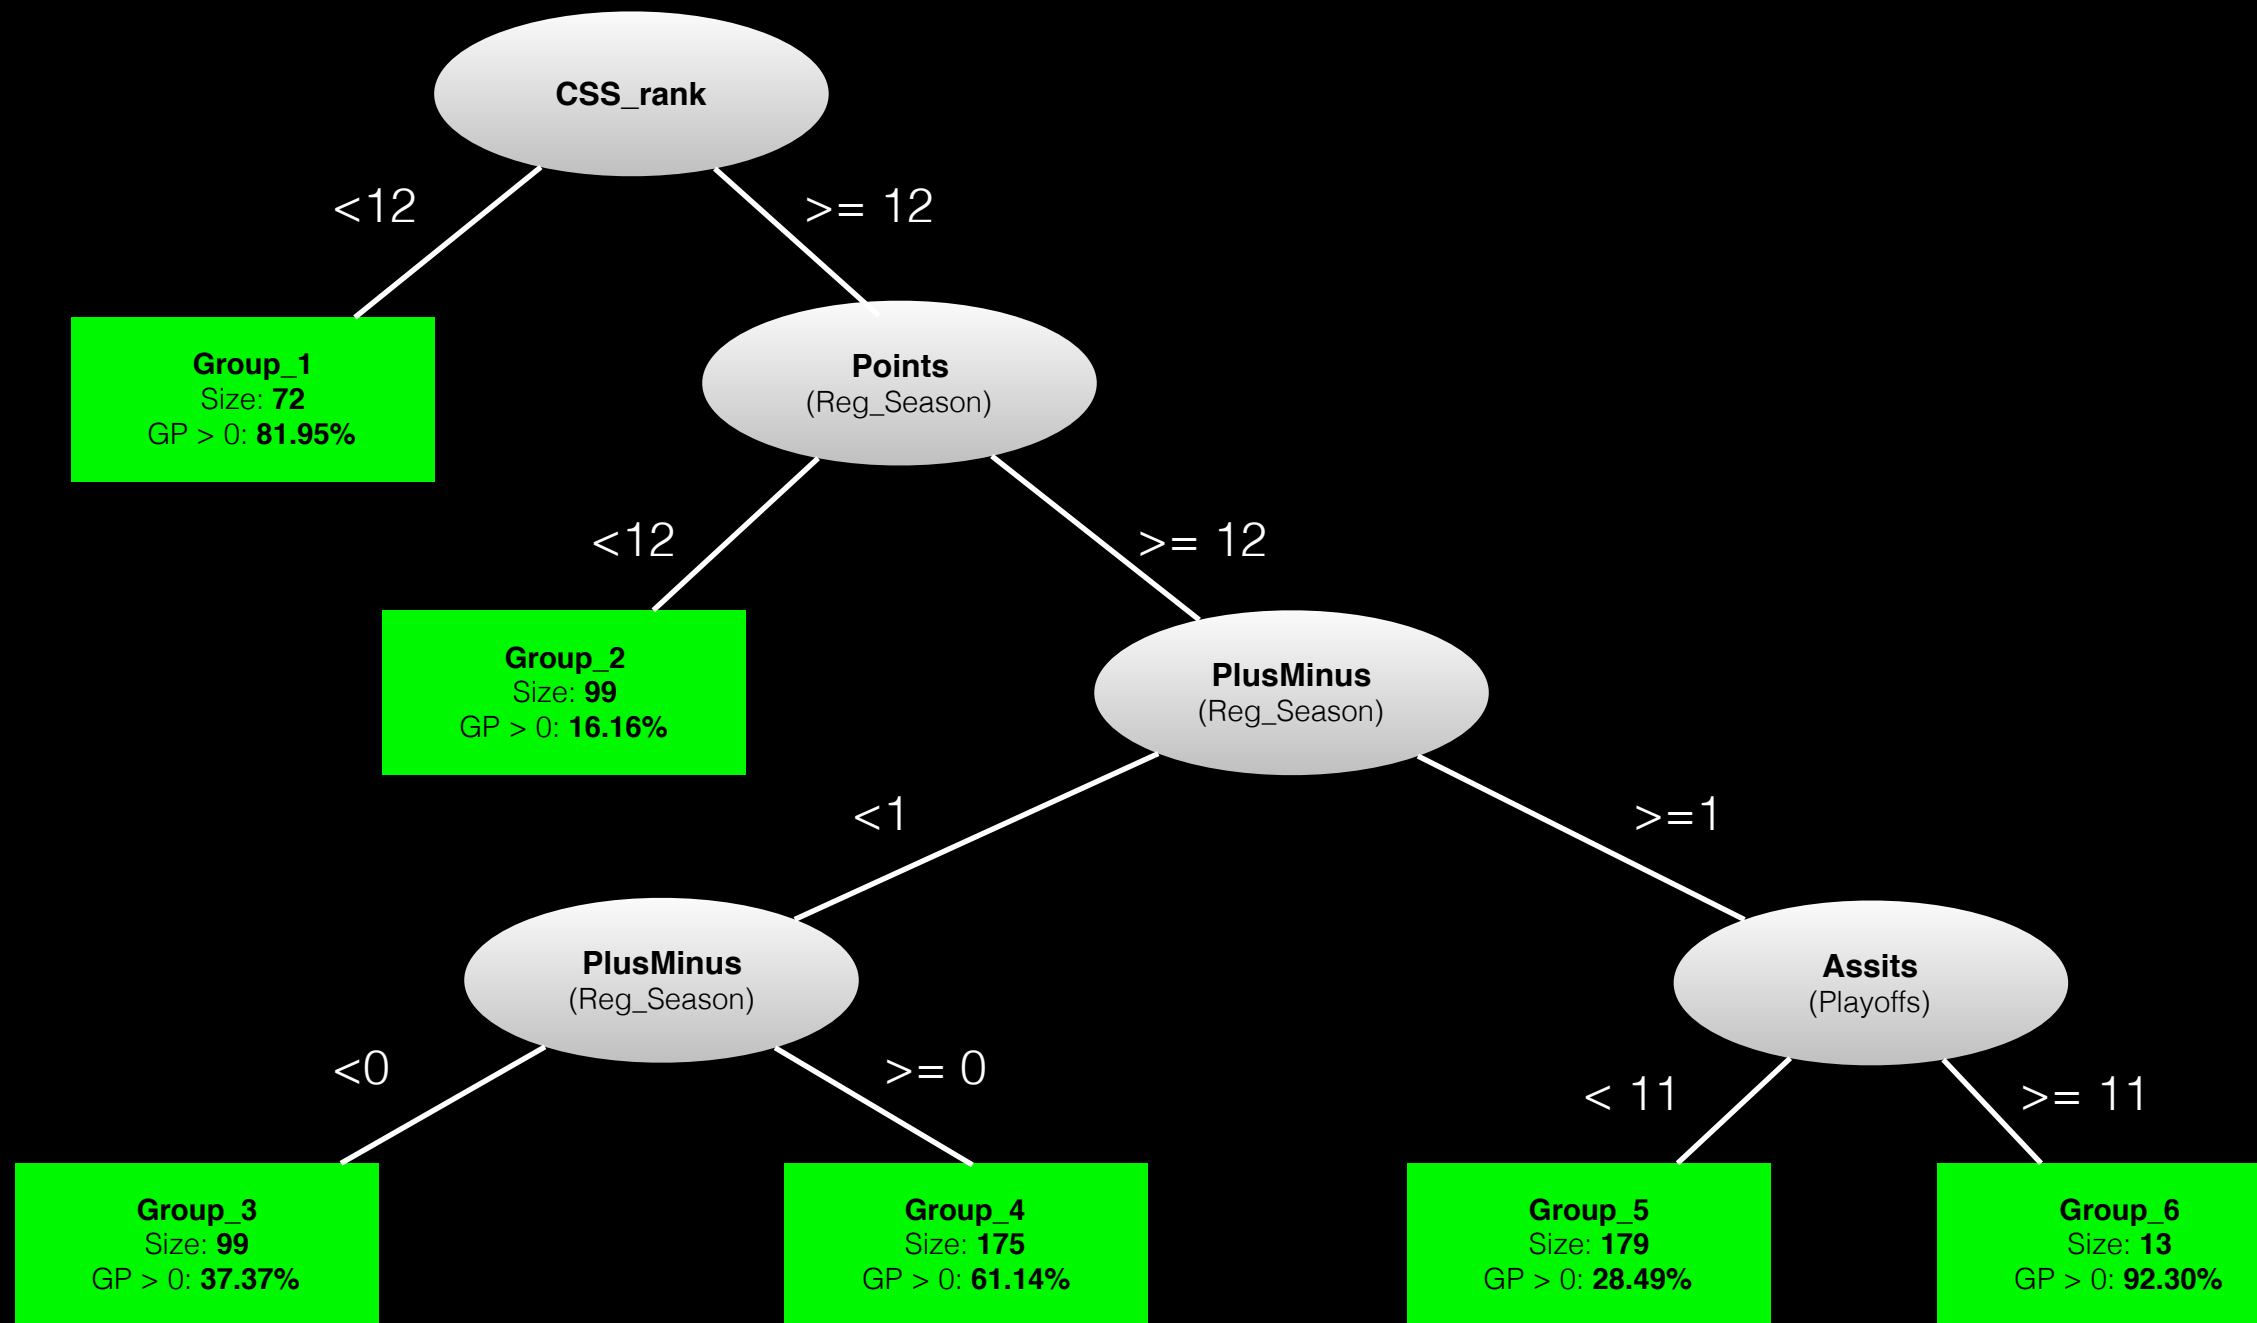 CSS_rank
<12
>= 12
Group_1
Size: 72
GP > 0: 81.95%
Points
(Reg_Season)
<12
>= 12
Group_2
Size: 99
GP > 0: 16.16%
PlusMinus
(Reg_Season)
<1
>=1
PlusMinus
(Reg_Season)
Assits
(Playoffs)
<0
>= 0
< 11
>= 11
Group_3
Size: 99
GP > 0: 37.37%
Group_4
Size: 175
GP > 0: 61.14%
Group_5
Size: 179
GP > 0: 28.49%
Group_6
Size: 13
GP > 0: 92.30%